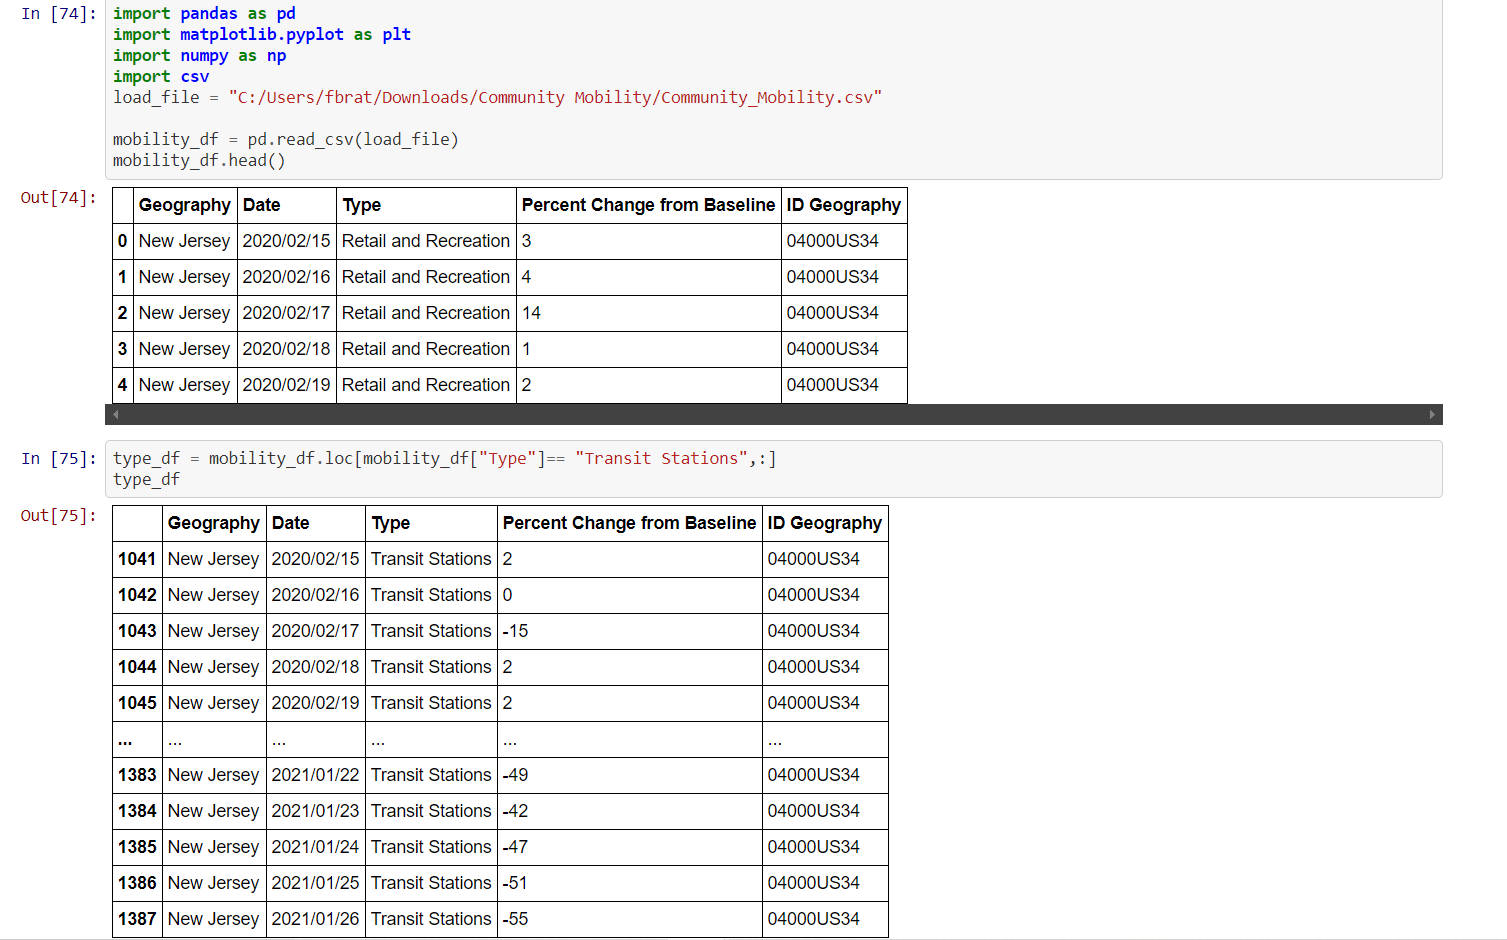 In [74]: import pandas as pd
import matplotlib.pyplot as plt
import numpy as np
import csv
load_file = "C:/Users/fbrat/Downloads/Community Mobility/Community_Mobility.csv"
mobility_df = pd.read_csv(load_file)
mobility_df.head()
Out[74]:
Geography Date Type Percent Change from Baseline ID Geography
0 New Jersey 2020/02/15 Retail and Recreation 3 04000US34
1 New Jersey 2020/02/16 Retail and Recreation 4 04000US34
2 New Jersey 2020/02/17 Retail and Recreation 14 04000US34
3 New Jersey 2020/02/18 Retail and Recreation 1 04000US34
4 New Jersey 2020/02/19 Retail and Recreation 2 04000US34
In [75]: type_df = mobility_df.loc[mobility_df["Type"]== "Transit Stations",:]
type_df
Out[75]:
Geography Date Type Percent Change from Baseline ID Geography
1041 New Jersey 2020/02/15 Transit Stations 2 04000US34
1042 New Jersey 2020/02/16 Transit Stations 0 04000US34
1043 New Jersey 2020/02/17 Transit Stations -15 04000US34
1044 New Jersey 2020/02/18 Transit Stations 2 04000US34
1045 New Jersey 2020/02/19 Transit Stations 2 04000US34
... ... ... ... ... ...
1383 New Jersey 2021/01/22 Transit Stations -49 04000US34
1384 New Jersey 2021/01/23 Transit Stations -42 04000US34
1385 New Jersey 2021/01/24 Transit Stations -47 04000US34
1386 New Jersey 2021/01/25 Transit Stations -51 04000US34
1387 New Jersey 2021/01/26 Transit Stations -55 04000US34